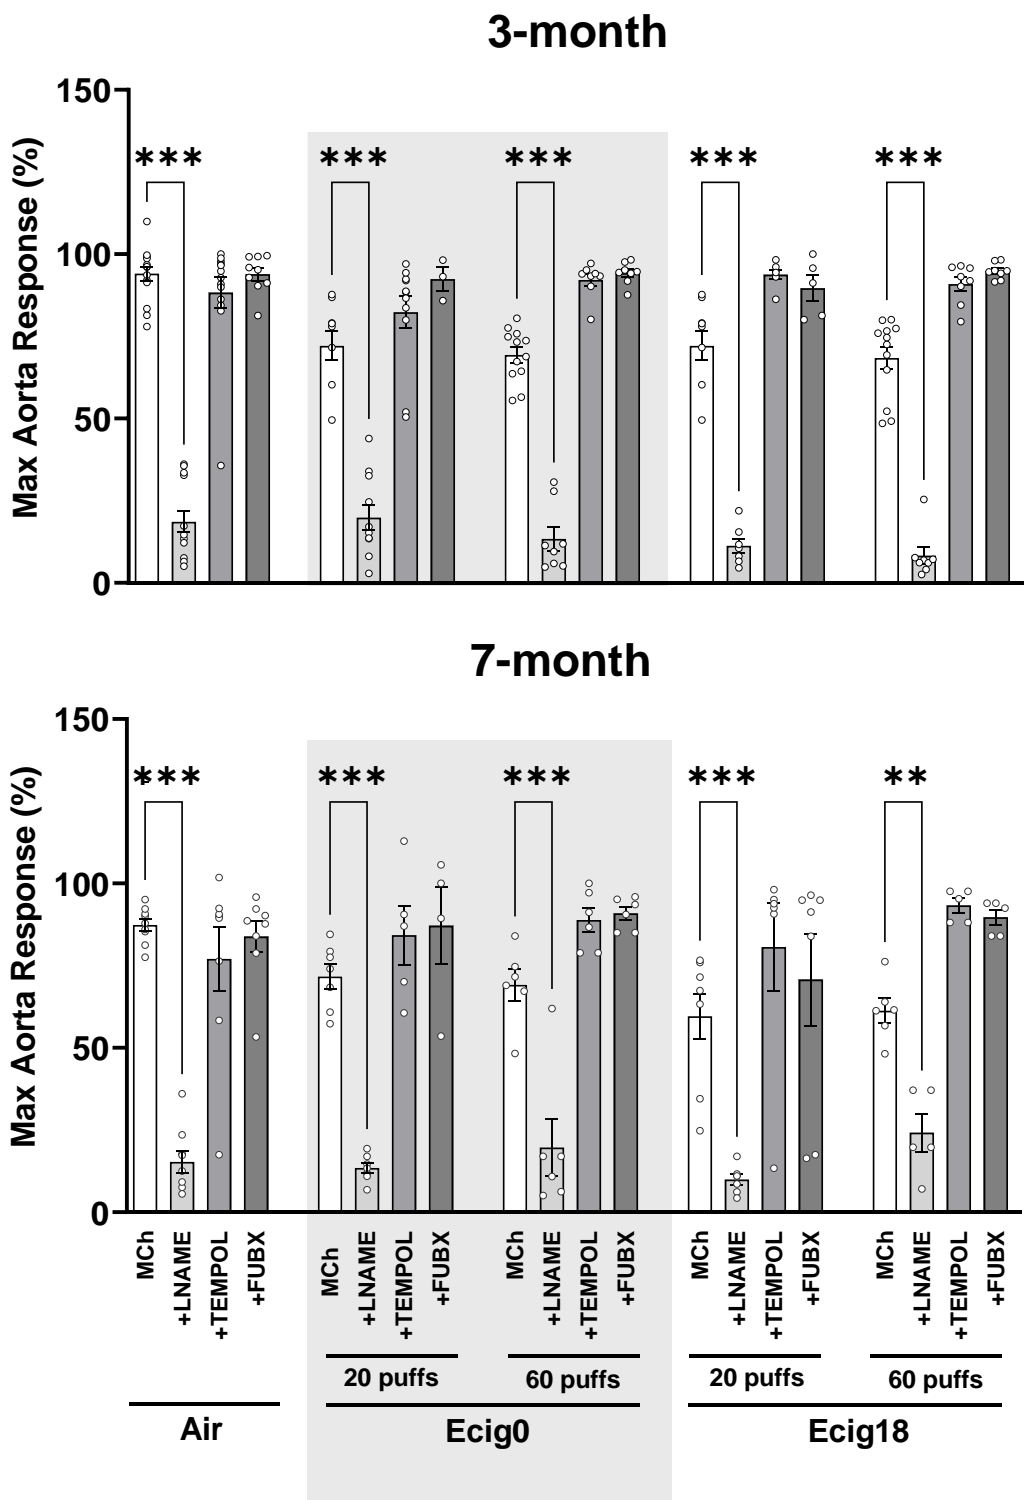 3-month
Max Aorta Response (%)
150
100
50
0
*** *** *** *** ***
7-month
Max Aorta Response (%)
150
100
50
0
*** *** *** *** **
MCh +LNAME +TEMPOL +FUBX MCh +LNAME +TEMPOL +FUBX MCh +LNAME +TEMPOL +FUBX MCh +LNAME +TEMPOL +FUBX MCh +LNAME +TEMPOL +FUBX
20 puffs 60 puffs 20 puffs 60 puffs
Air Ecig0 Ecig18